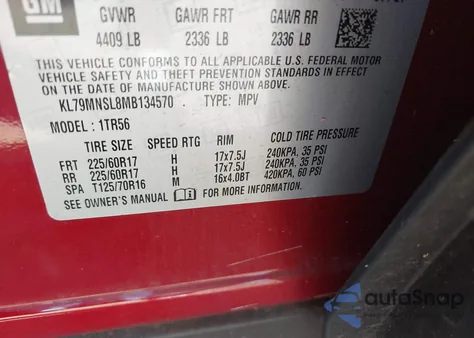 GM
GVWR GAWR FRT GAWR RR
4409 LB 2336 LB 2336 LB
THIS VEHICLE CONFORMS TO ALL APPLICABLE U.S. FEDERAL MOTOR
VEHICLE SAFETY AND THEFT PREVENTION STANDARDS IN EFFECT
ON THE DATE OF MANUFACTURE SHOWN ABOVE.
KL79MNSL8MB134570 TYPE: MPV
MODEL : 1TR56
TIRE SIZE SPEED RTG RIM COLD TIRE PRESSURE
FRT 225/60R17 H 17x7.5J 240KPA, 35 PSI
RR 225/60R17 H 17x7.5J 240KPA, 35 PSI
SPA T125/70R16 M 16x4.0BT 420KPA, 60 PSI
SEE OWNER'S MANUAL FOR MORE INFORMATION
autoSnap